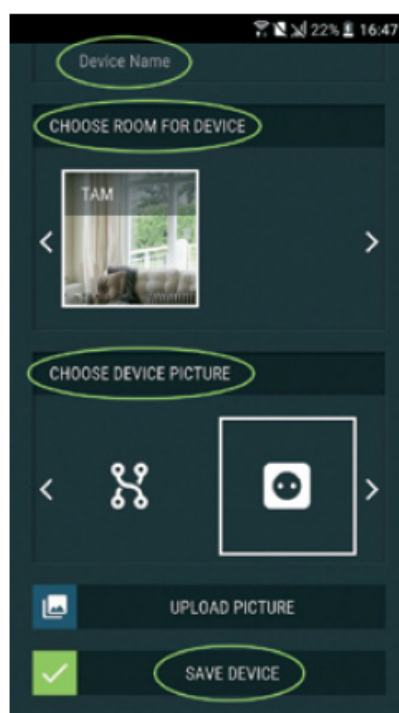 22% 16:47
Device Name
CHOOSE ROOM FOR DEVICE
TAM
CHOOSE DEVICE PICTURE
UPLOAD PICTURE
SAVE DEVICE